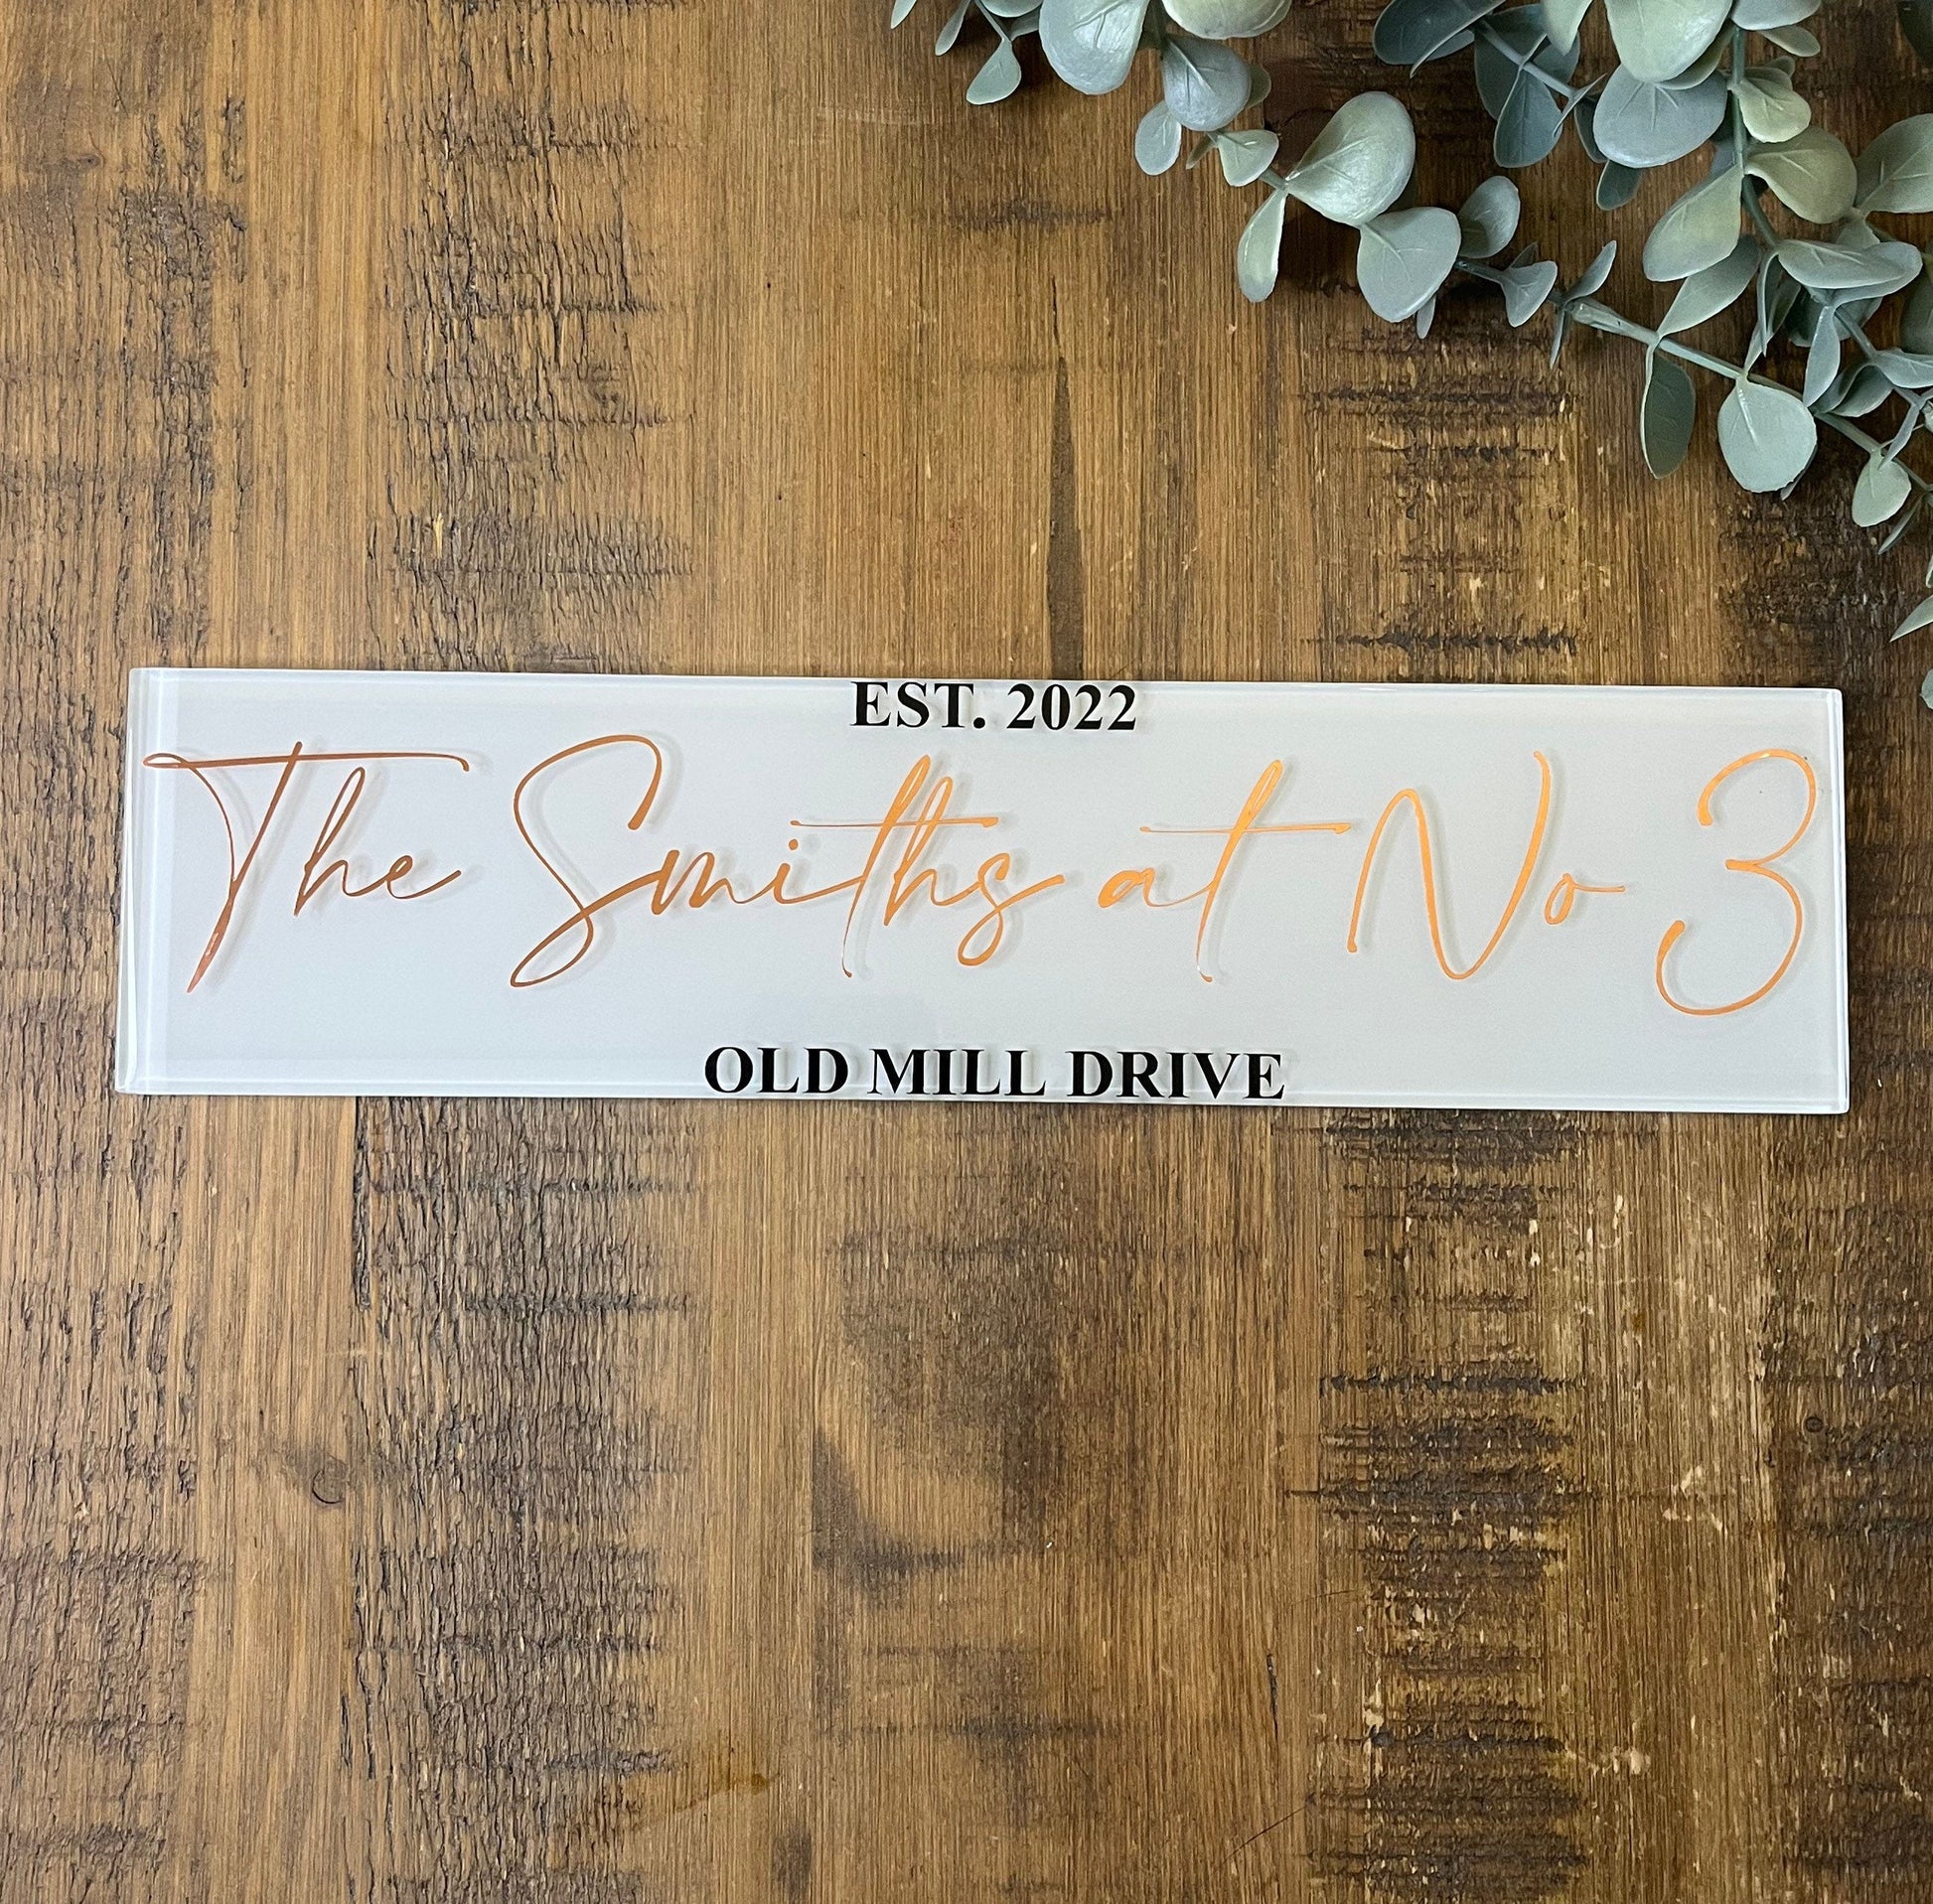 EST. 2022
The Smiths at No 3
OLD MILL DRIVE